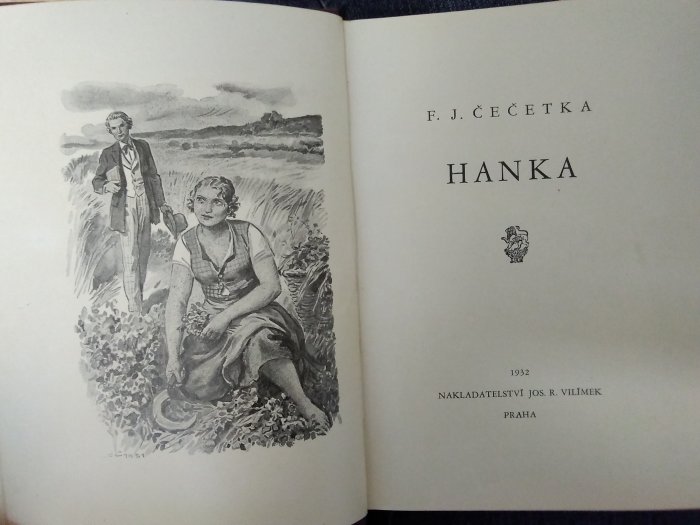 F. J. ČEČETKA
HANKA
1932
NAKLADATELSTVÍ JOS. R. VILÍMEK
PRAHA